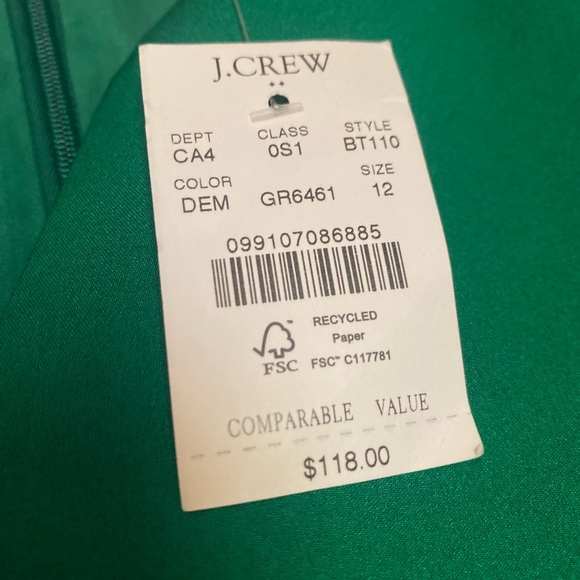 J.CREW
DEPT CLASS STYLE
CA4 0S1 BT110
COLOR SIZE
DEM GR6461 12
099107086885
RECYCLED
Paper
FSC™ C117781
FSC
COMPARABLE VALUE
$118.00